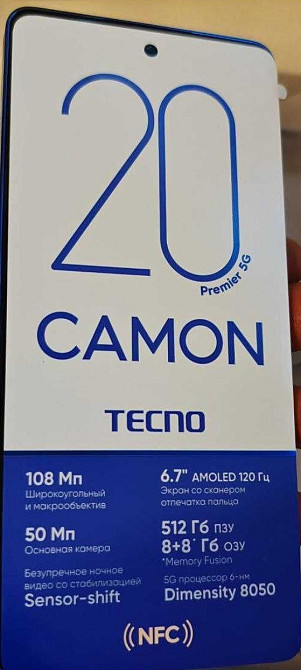 20
Premier 5G
CAMON
TECNO
108 Мп
Широкоугольный
и макрообъектив
50 Мп
Основная камера
Безупречное ночное
видео со стабилизацией
Sensor-shift
6.7" AMOLED 120 Гц
Экран со сканером
отпечатка пальца
512 Гб ПЗУ
8+8* Гб ОЗУ
*Memory Fusion
5G процессор 6-нм
Dimensity 8050
((NFC))